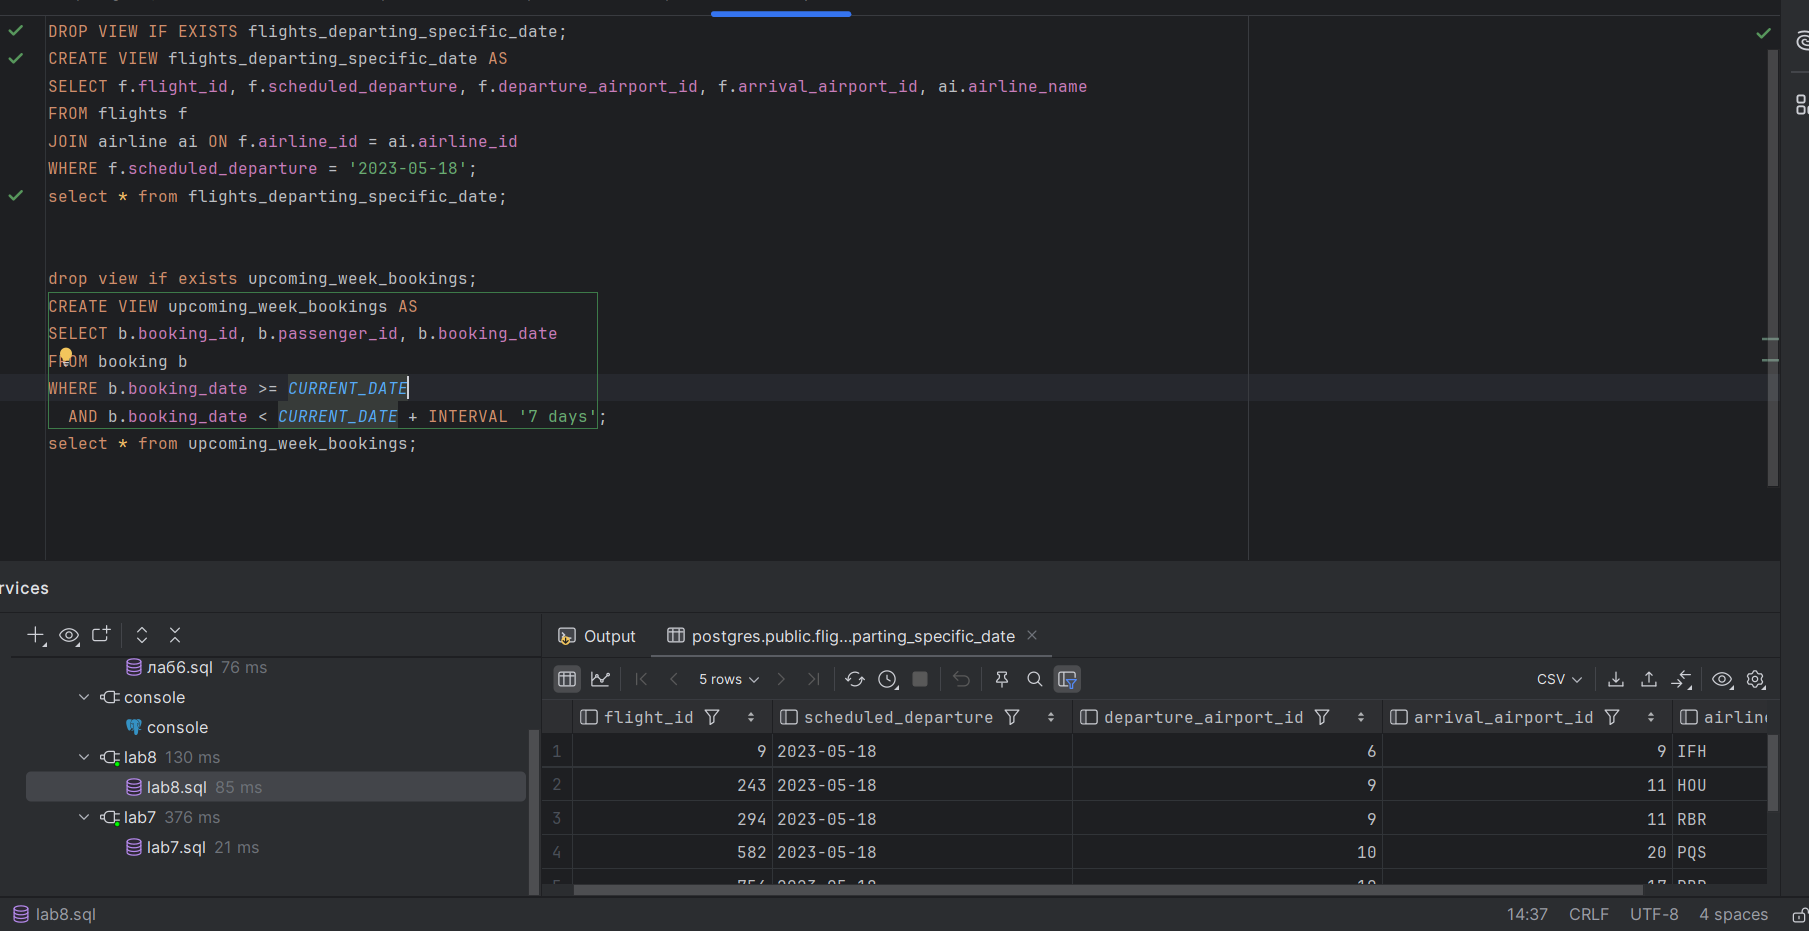 DROP VIEW IF EXISTS flights_departing_specific_date;
CREATE VIEW flights_departing_specific_date AS
SELECT f.flight_id, f.scheduled_departure, f.departure_airport_id, f.arrival_airport_id, ai.airline_name
FROM flights f
JOIN airline ai ON f.airline_id = ai.airline_id
WHERE f.scheduled_departure = '2023-05-18';
select * from flights_departing_specific_date;
drop view if exists upcoming_week_bookings;
CREATE VIEW upcoming_week_bookings AS
SELECT b.booking_id, b.passenger_id, b.booking_date
FROM booking b
WHERE b.booking_date >= CURRENT_DATE
AND b.booking_date < CURRENT_DATE + INTERVAL '7 days';
select * from upcoming_week_bookings;
rvices
лаб6.sql 76 ms
console
console
lab8 130 ms
lab8.sql 85 ms
lab7 376 ms
lab7.sql 21 ms
Output postgres.public.flig...parting_specific_date
5 rows CSV
flight_id scheduled_departure departure_airport_id arrival_airport_id airlin
1 9 2023-05-18 6 9 IFH
2 243 2023-05-18 9 11 HOU
3 294 2023-05-18 9 11 RBR
4 582 2023-05-18 10 20 PQS
lab8.sql 14:37 CRLF UTF-8 4 spaces